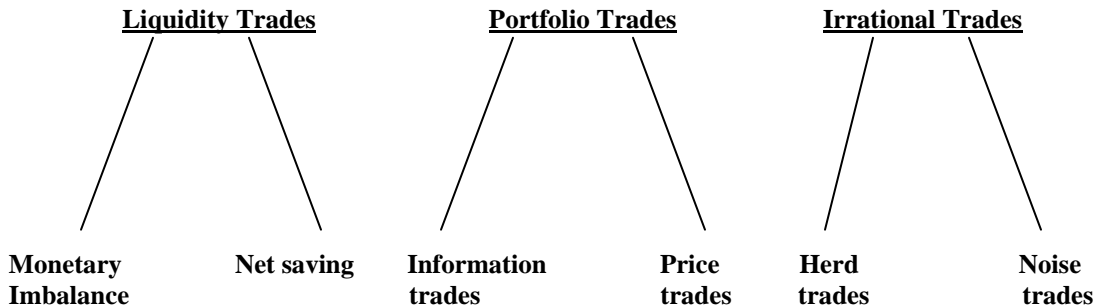 Liquidity Trades Portfolio Trades Irrational Trades
Monetary Net saving Information Price Herd Noise
Imbalance trades trades trades trades